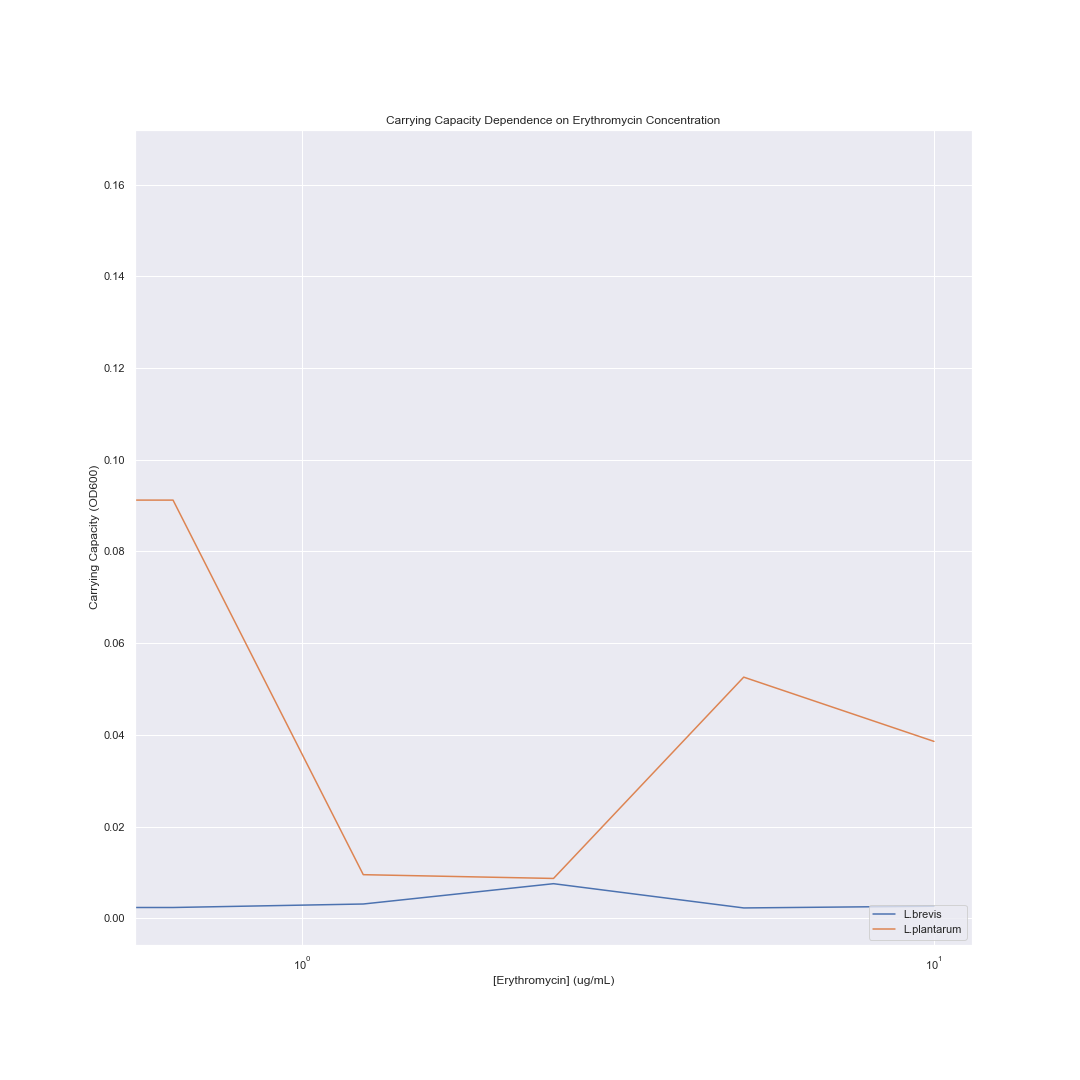 Carrying Capacity Dependence on Erythromycin Concentration
0.16
0.14
0.12
0.10
0.08
0.06
0.04
0.02
0.00
Carrying Capacity (OD600)
L.brevis
L.plantarum
10⁰
10¹
[Erythromycin] (ug/mL)